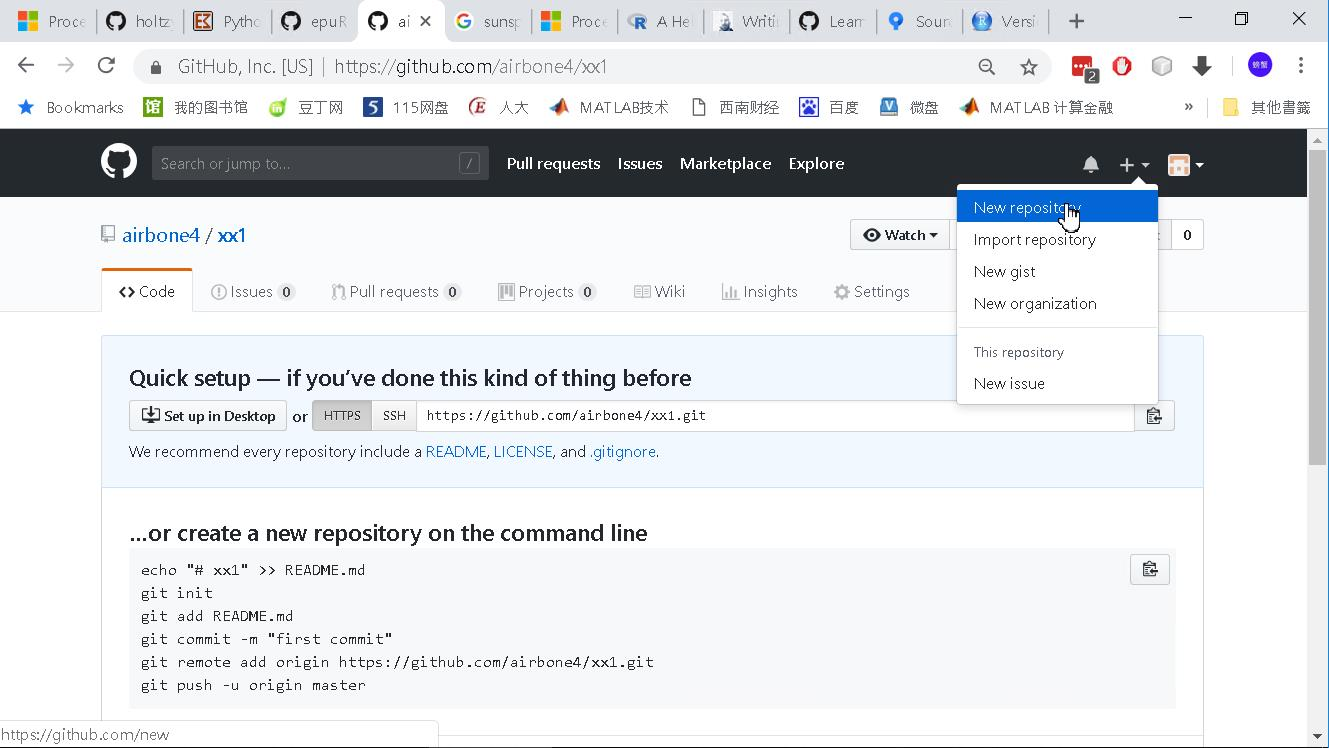 Proce holtzy Pytho epuR ai sunsp Proce A Hel Writi Learn Sourc Versio
GitHub, Inc. [US] | https://github.com/airbone4/xx1
2 螃蟹
Bookmarks 馆 我的图书馆 豆丁网 5 115网盘 人大 MATLAB技术 西南财经 百度 微盘 MATLAB 计算金融 » 其他書籤
Search or jump to... / Pull requests Issues Marketplace Explore
New repository
airbone4 / xx1 Watch 0
Import repository
New gist
<> Code Issues 0 Pull requests 0 Projects 0 Wiki Insights Settings
New organization
This repository
New issue
Quick setup — if you've done this kind of thing before
Set up in Desktop or HTTPS SSH https://github.com/airbone4/xx1.git
We recommend every repository include a README, LICENSE, and .gitignore.
...or create a new repository on the command line
echo "# xx1" >> README.md
git init
git add README.md
git commit -m "first commit"
git remote add origin https://github.com/airbone4/xx1.git
git push -u origin master
https://github.com/new